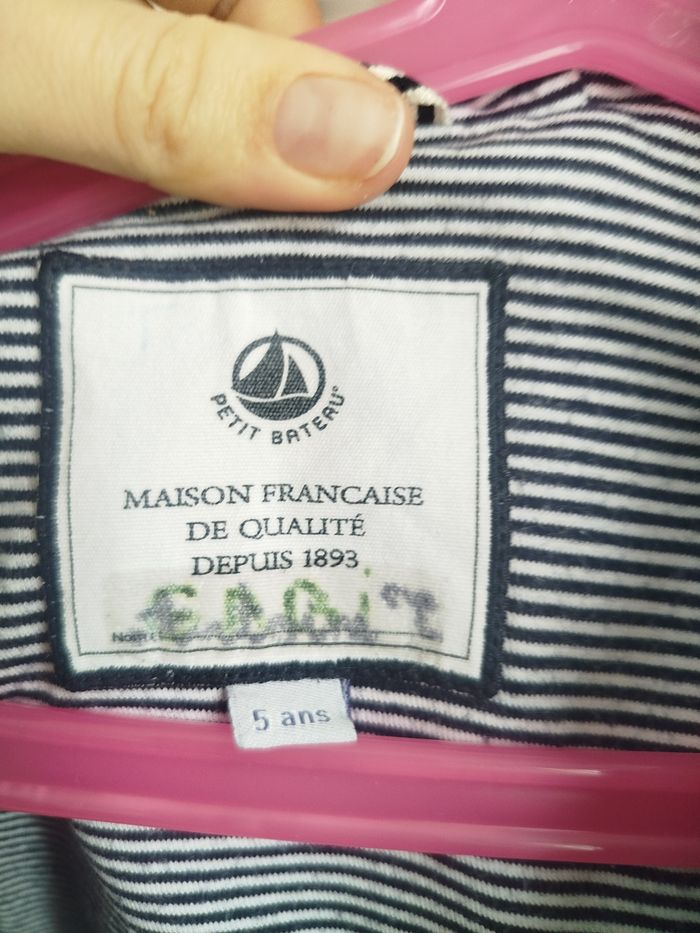 PETIT BATEAU®
MAISON FRANCAISE
DE QUALITÉ
DEPUIS 1893
5 ans